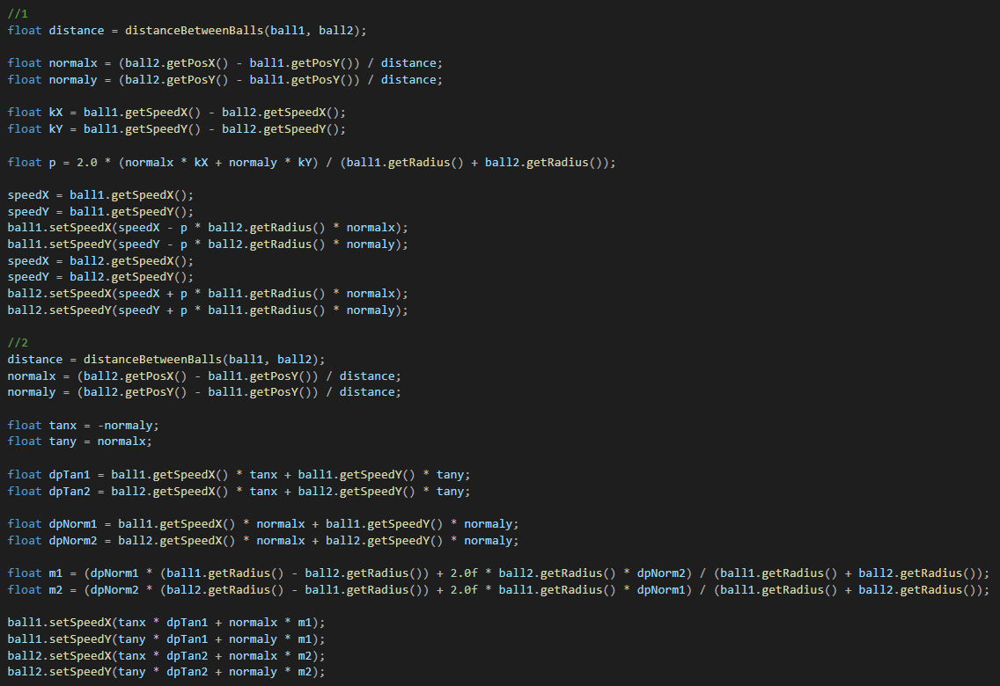 //1
float distance = distanceBetweenBalls(ball1, ball2);
float normalx = (ball2.getPosX() - ball1.getPosY()) / distance;
float normaly = (ball2.getPosY() - ball1.getPosY()) / distance;
float kX = ball1.getSpeedX() - ball2.getSpeedX();
float kY = ball1.getSpeedY() - ball2.getSpeedY();
float p = 2.0 * (normalx * kX + normaly * kY) / (ball1.getRadius() + ball2.getRadius());
speedX = ball1.getSpeedX();
speedY = ball1.getSpeedY();
ball1.setSpeedX(speedX - p * ball2.getRadius() * normalx);
ball1.setSpeedY(speedY - p * ball2.getRadius() * normaly);
speedX = ball2.getSpeedX();
speedY = ball2.getSpeedY();
ball2.setSpeedX(speedX + p * ball1.getRadius() * normalx);
ball2.setSpeedY(speedY + p * ball1.getRadius() * normaly);
//2
distance = distanceBetweenBalls(ball1, ball2);
normalx = (ball2.getPosX() - ball1.getPosY()) / distance;
normaly = (ball2.getPosY() - ball1.getPosY()) / distance;
float tanx = -normaly;
float tany = normalx;
float dpTan1 = ball1.getSpeedX() * tanx + ball1.getSpeedY() * tany;
float dpTan2 = ball2.getSpeedX() * tanx + ball2.getSpeedY() * tany;
float dpNorm1 = ball1.getSpeedX() * normalx + ball1.getSpeedY() * normaly;
float dpNorm2 = ball2.getSpeedX() * normalx + ball2.getSpeedY() * normaly;
float m1 = (dpNorm1 * (ball1.getRadius() - ball2.getRadius()) + 2.0f * ball2.getRadius() * dpNorm2) / (ball1.getRadius() + ball2.getRadius());
float m2 = (dpNorm2 * (ball2.getRadius() - ball1.getRadius()) + 2.0f * ball1.getRadius() * dpNorm1) / (ball1.getRadius() + ball2.getRadius());
ball1.setSpeedX(tanx * dpTan1 + normalx * m1);
ball1.setSpeedY(tany * dpTan1 + normaly * m1);
ball2.setSpeedX(tanx * dpTan2 + normalx * m2);
ball2.setSpeedY(tany * dpTan2 + normaly * m2);